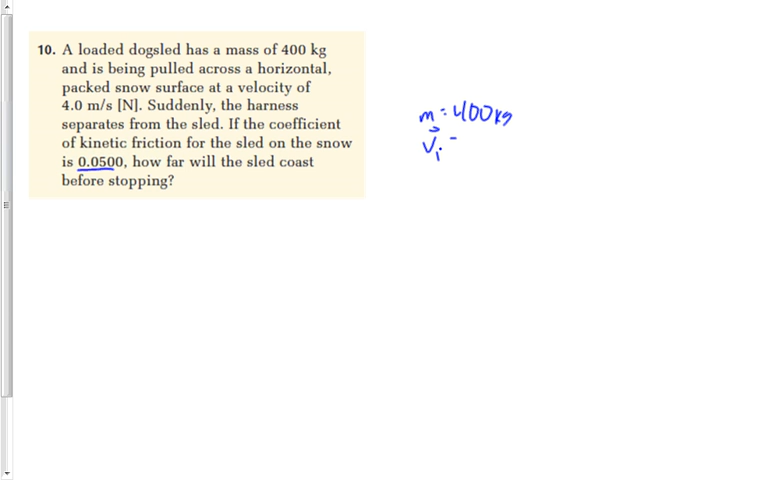 10. A loaded dogsled has a mass of 400 kg
and is being pulled across a horizontal,
packed snow surface at a velocity of
4.0 m/s [N]. Suddenly, the harness
separates from the sled. If the coefficient
of kinetic friction for the sled on the snow
is 0.0500, how far will the sled coast
before stopping?
m = 400 kg
v⃗i =